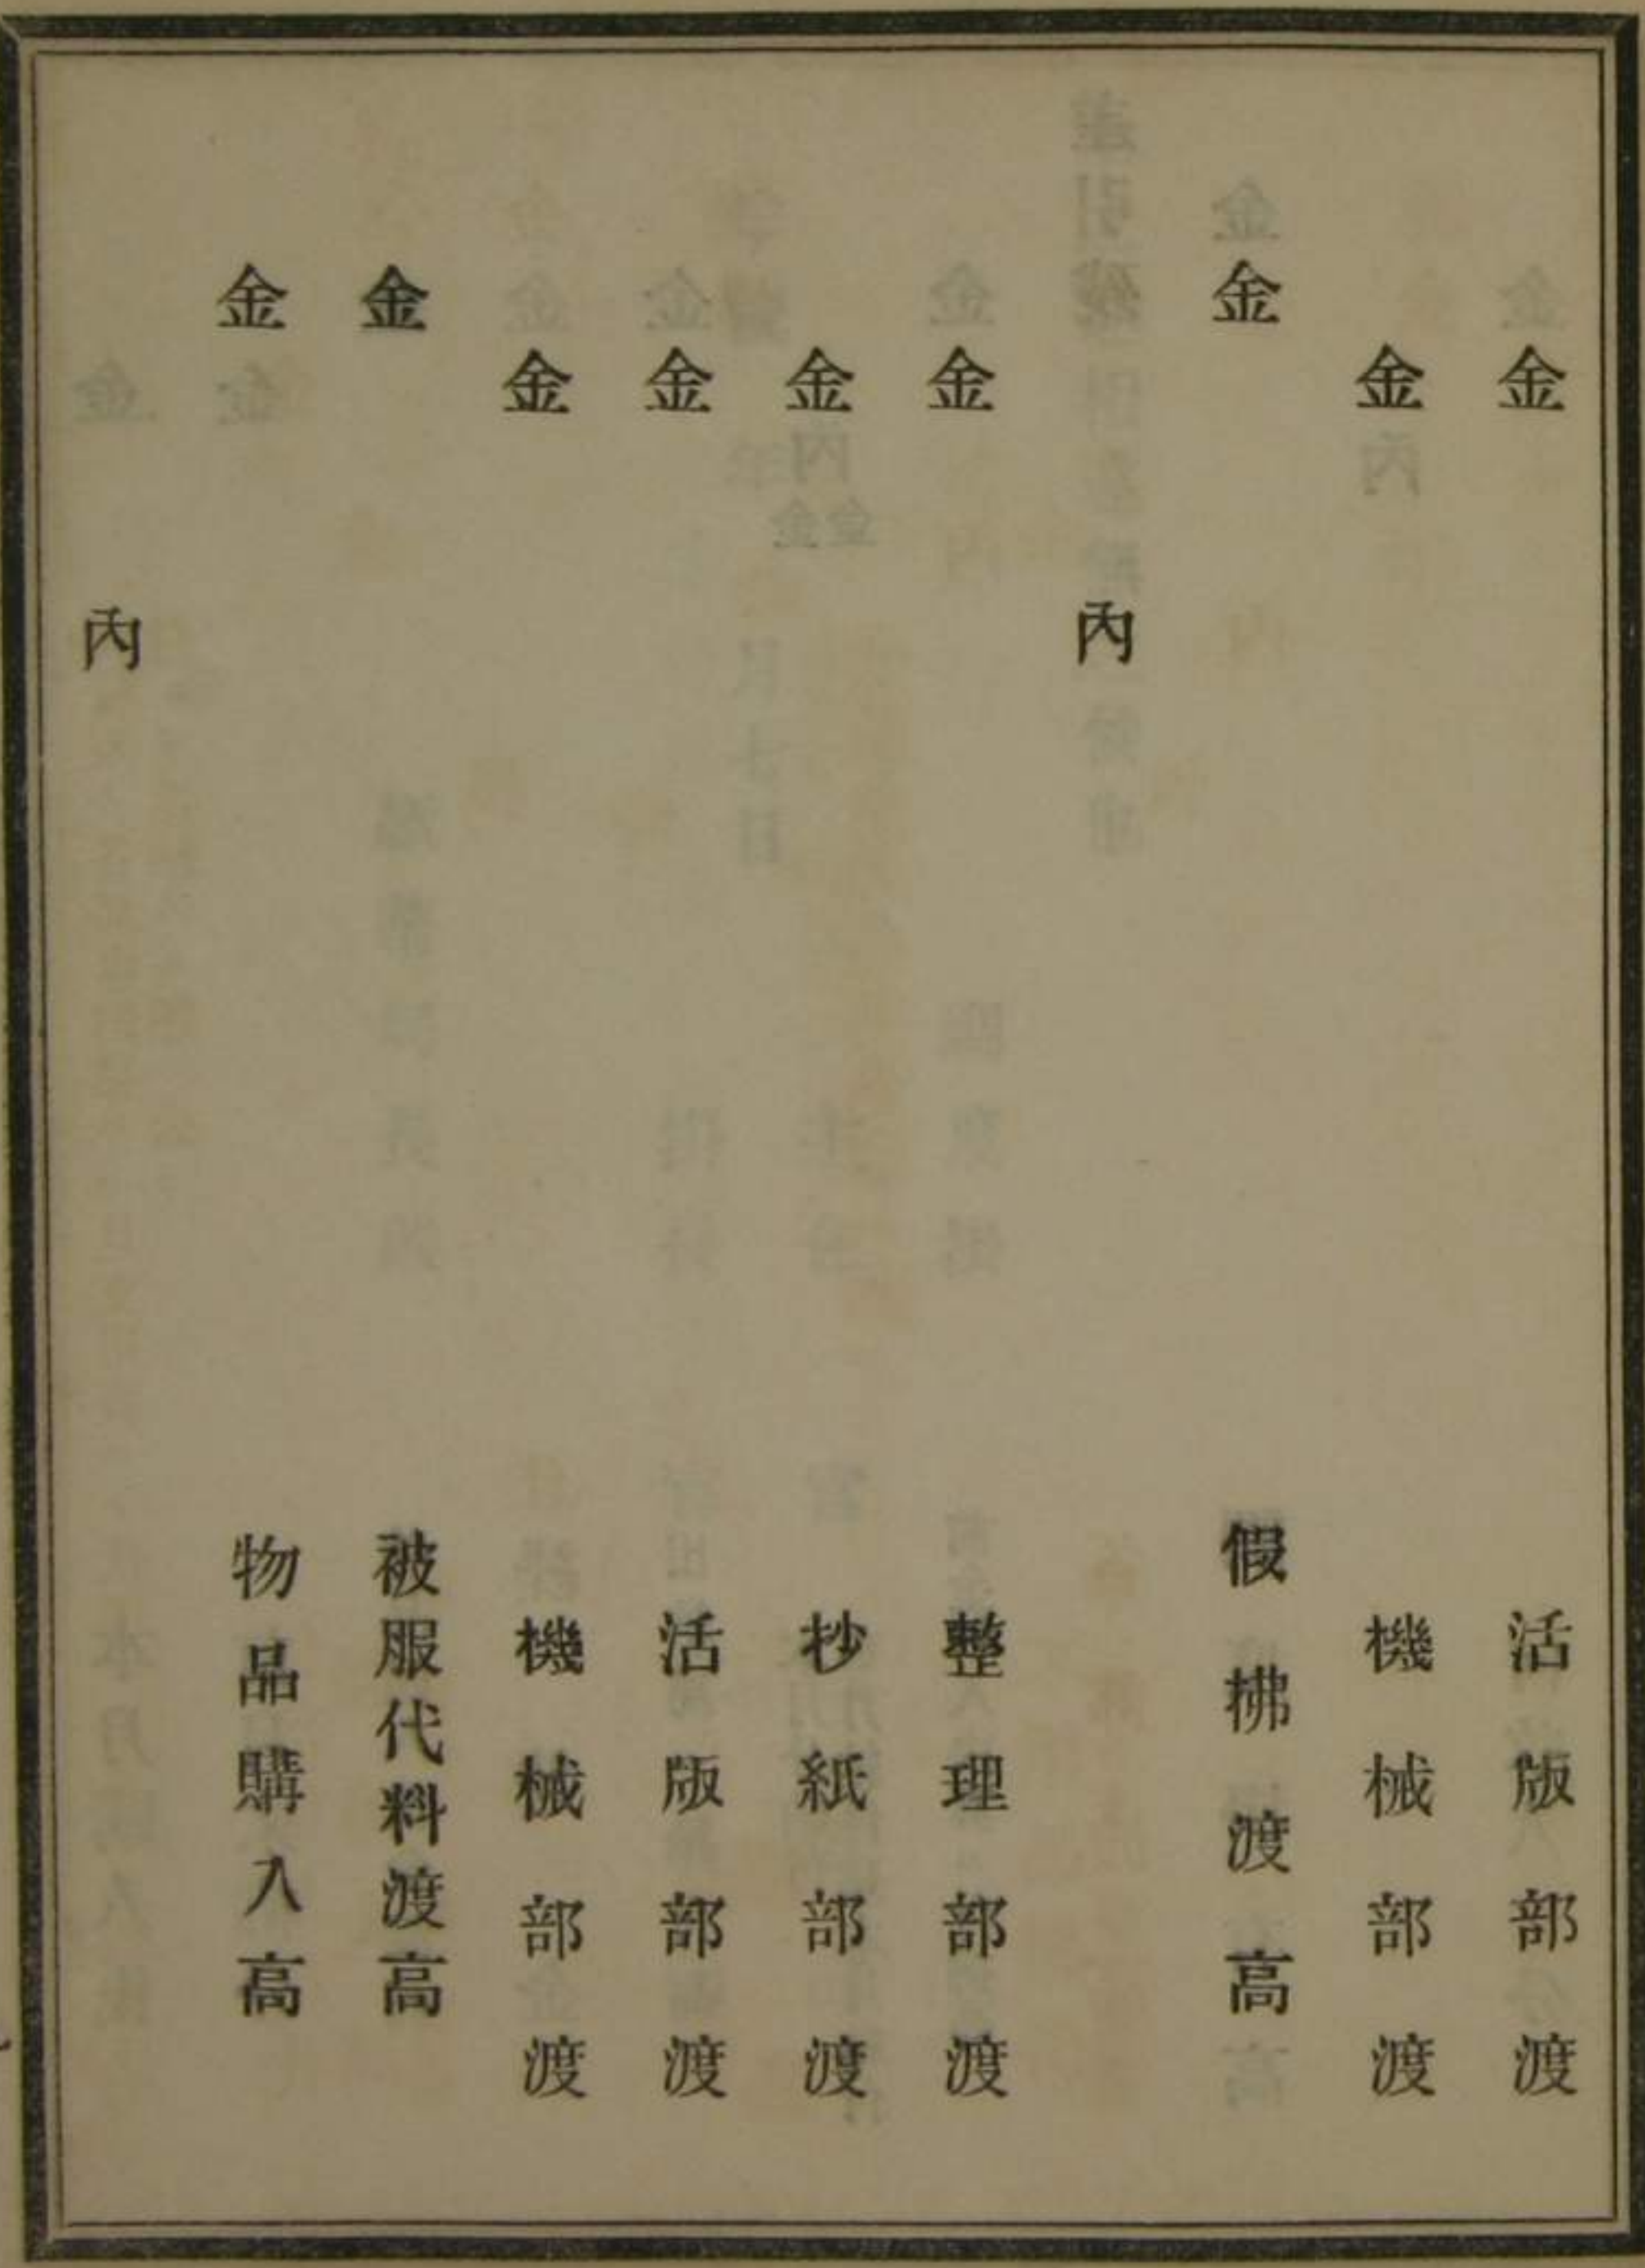 金 活版部渡
金 機械部渡
金 假拂渡高
內
金 整理部渡
金 抄紙部渡
金 活版部渡
金 機械部渡
金 被服代料渡高
金 物品購入高
內